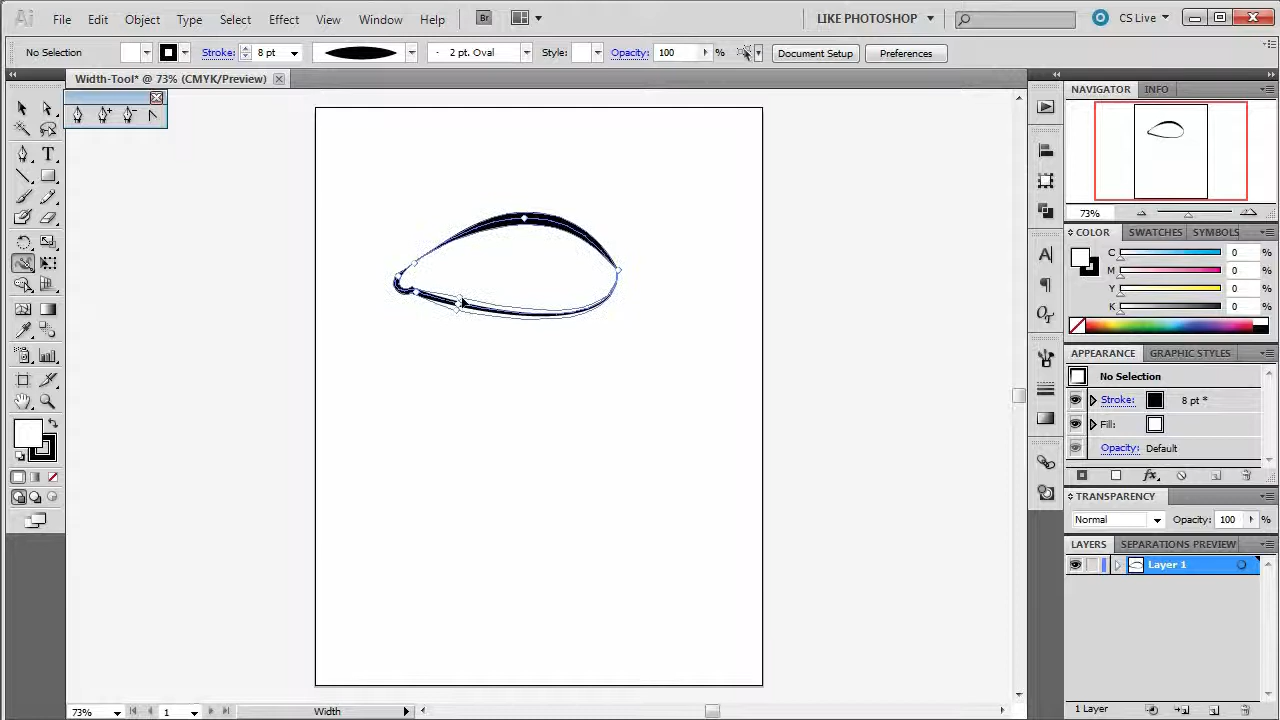 Ai File Edit Object Type Select Effect View Window Help Br LIKE PHOTOSHOP CS Live
No Selection Stroke: 8 pt 2 pt. Oval Style: Opacity: 100 % Document Setup Preferences
Width-Tool* @ 73% (CMYK/Preview)
NAVIGATOR INFO
73%
COLOR SWATCHES SYMBOLS
C 0 %
M 0 %
Y 0 %
K 0 %
APPEARANCE GRAPHIC STYLES
No Selection
Stroke: 8 pt *
Fill:
Opacity: Default
TRANSPARENCY
Normal Opacity: 100 %
LAYERS SEPARATIONS PREVIEW
Layer 1
1 Layer
73% 1 Width